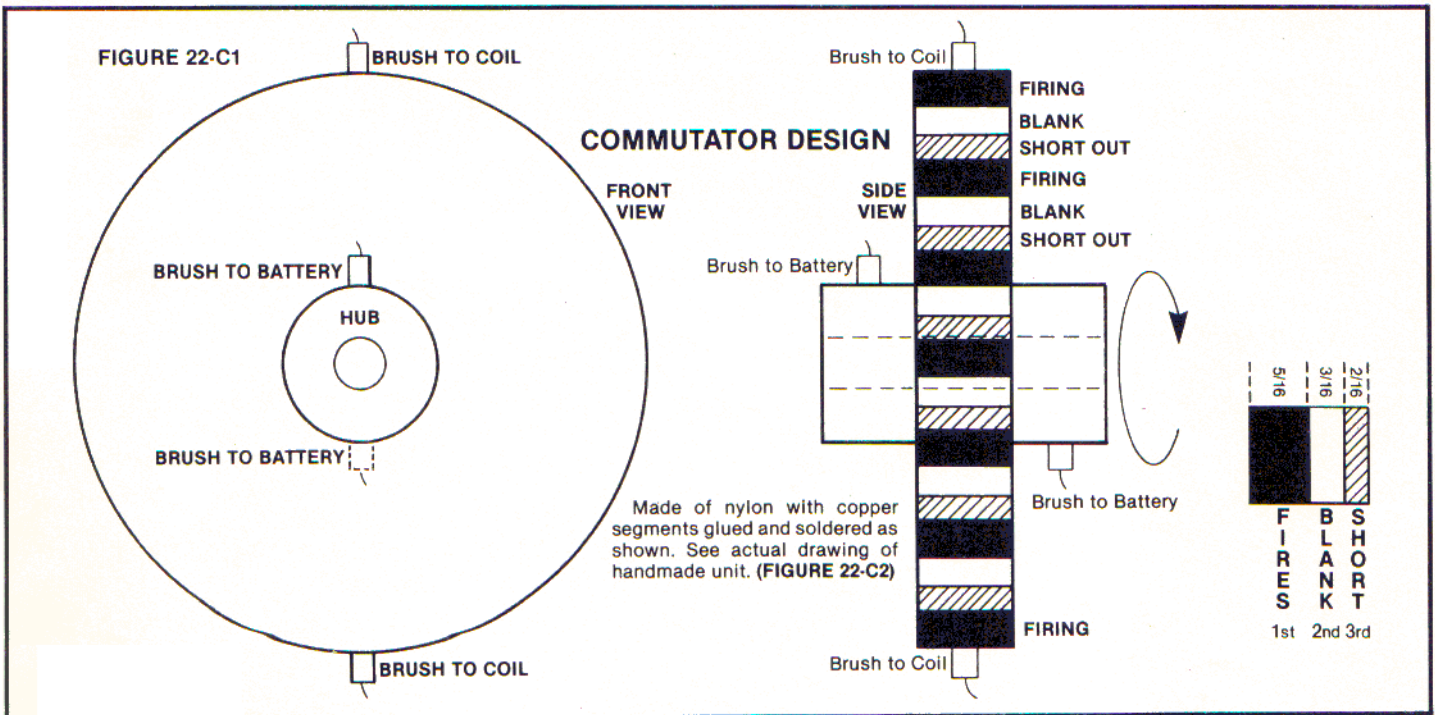 FIGURE 22-C1
BRUSH TO COIL
COMMUTATOR DESIGN
FRONT
VIEW
BRUSH TO BATTERY
HUB
BRUSH TO BATTERY
BRUSH TO COIL
Brush to Coil
FIRING
BLANK
SHORT OUT
FIRING
SIDE
VIEW
BLANK
SHORT OUT
Brush to Battery
Brush to Battery
Made of nylon with copper
segments glued and soldered as
shown. See actual drawing of
handmade unit. (FIGURE 22-C2)
FIRING
Brush to Coil
5/16
3/16
2/16
FIRES
BLANK
SHORT
1st 2nd 3rd